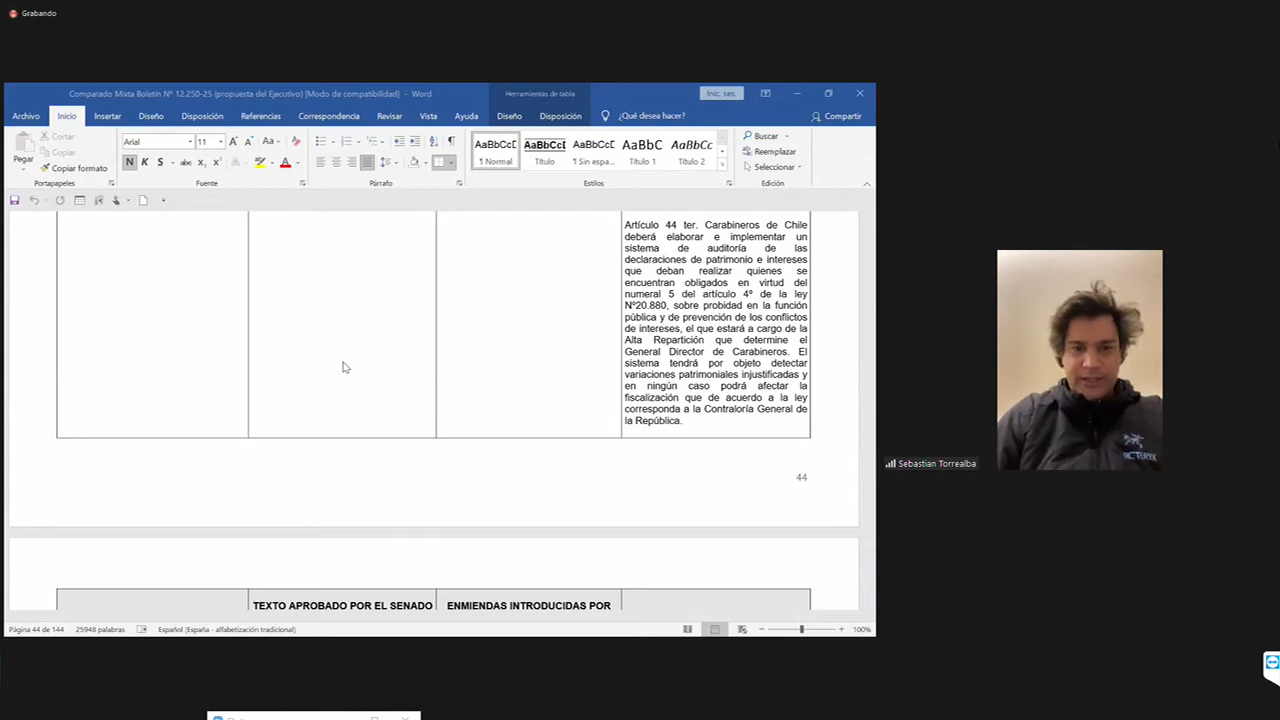 Grabando
Comparado Mixta Boletín Nº 12.250-25 (propuesta del Ejecutivo) [Modo de compatibilidad] - Word
Herramientas de tabla
Inic. ses.
Archivo Inicio Insertar Diseño Disposición Referencias Correspondencia Revisar Vista Ayuda Diseño Disposición ¿Qué desea hacer? Compartir
Pegar
Cortar
Copiar
Copiar formato
Portapapeles
Arial 11
N K S
Fuente
Párrafo
AaBbCcD AaBbCcD AaBbCcD AaBbC AaBbCc
¶ Normal Título ¶ Sin espa... Título 1 Título 2
Estilos
Buscar
Reemplazar
Seleccionar
Edición
Artículo 44 ter. Carabineros de Chile
deberá elaborar e implementar un
sistema de auditoría de las
declaraciones de patrimonio e intereses
que deban realizar quienes se
encuentran obligados en virtud del
numeral 5 del artículo 4º de la ley
Nº20.880, sobre probidad en la función
pública y de prevención de los conflictos
de intereses, el que estará a cargo de la
Alta Repartición que determine el
General Director de Carabineros. El
sistema tendrá por objeto detectar
variaciones patrimoniales injustificadas y
en ningún caso podrá afectar la
fiscalización que de acuerdo a la ley
corresponda a la Contraloría General de
la República.
44
TEXTO APROBADO POR EL SENADO
ENMIENDAS INTRODUCIDAS POR
Página 44 de 144 25948 palabras Español (España - alfabetización tradicional) 100%
Sebastian Torrealba